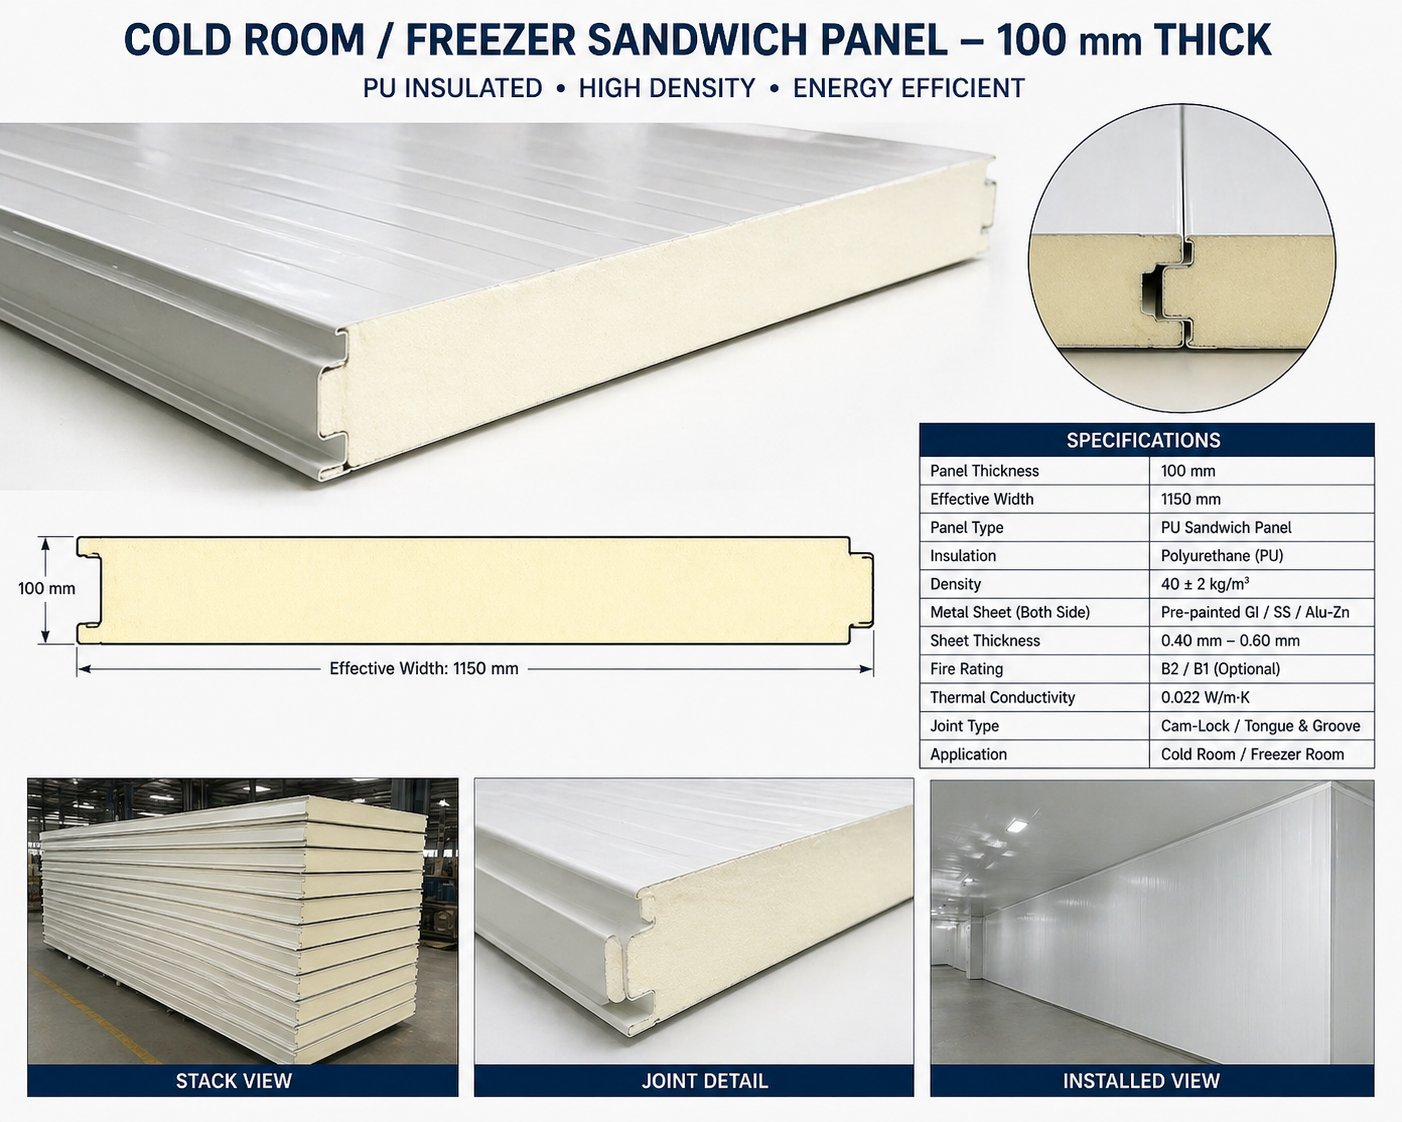 COLD ROOM / FREEZER SANDWICH PANEL – 100 mm THICK
PU INSULATED • HIGH DENSITY • ENERGY EFFICIENT
SPECIFICATIONS
Panel Thickness 100 mm
Effective Width 1150 mm
Panel Type PU Sandwich Panel
Insulation Polyurethane (PU)
Density 40 ± 2 kg/m³
Metal Sheet (Both Side) Pre-painted GI / SS / Alu-Zn
Sheet Thickness 0.40 mm – 0.60 mm
Fire Rating B2 / B1 (Optional)
Thermal Conductivity 0.022 W/m·K
Joint Type Cam-Lock / Tongue & Groove
Application Cold Room / Freezer Room
100 mm
Effective Width: 1150 mm
STACK VIEW
JOINT DETAIL
INSTALLED VIEW